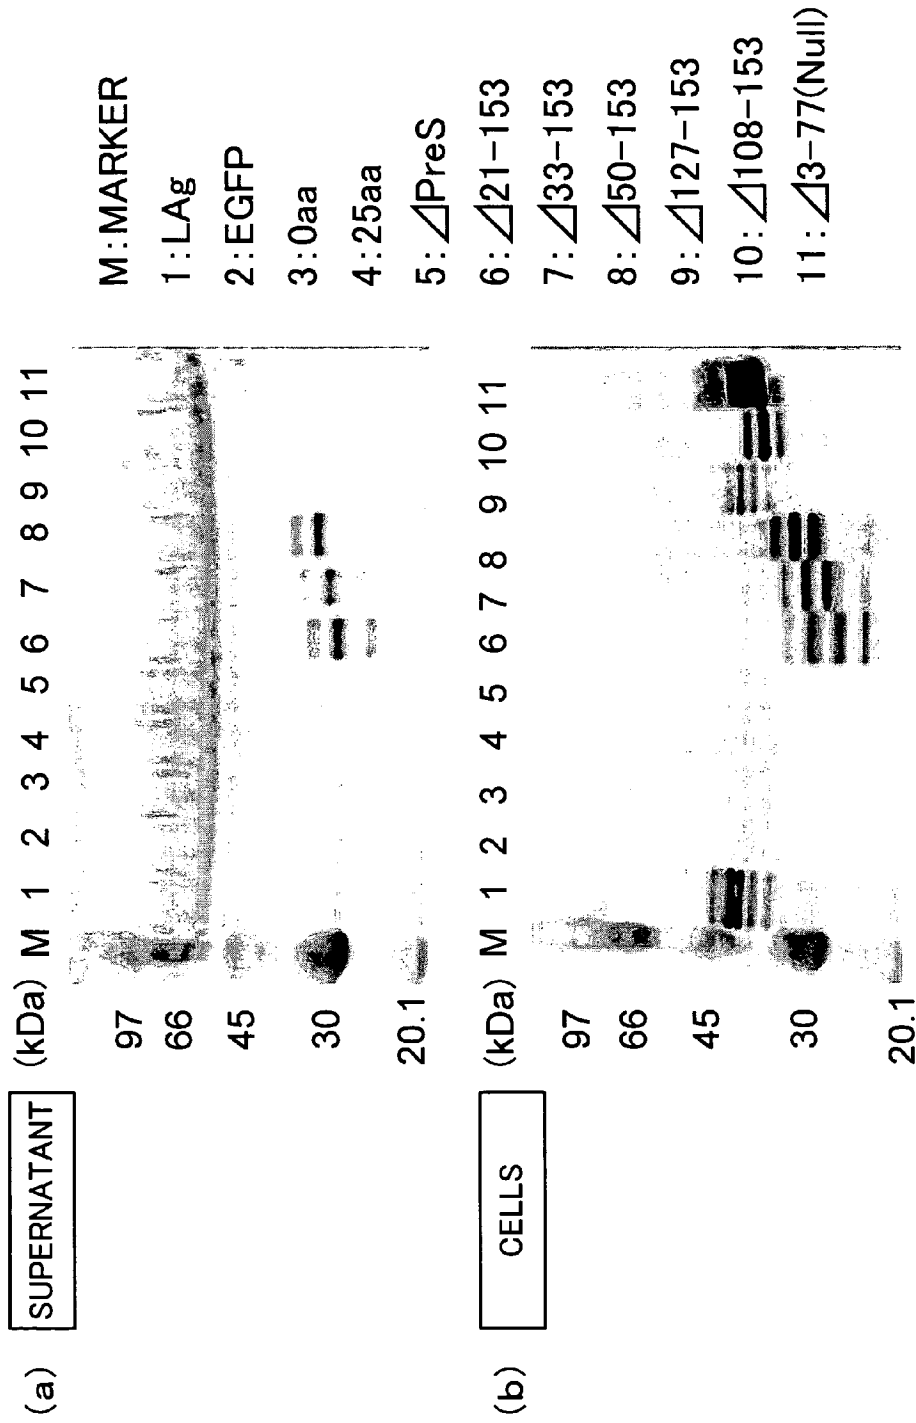 (a)
SUPERNATANT
(kDa) M 1 2 3 4 5 6 7 8 9 10 11
97
66
45
30
20.1
(b)
CELLS
(kDa) M 1 2 3 4 5 6 7 8 9 10 11
97
66
45
30
20.1
M:MARKER
1:LAg
2:EGFP
3:0aa
4:25aa
5:⊿PreS
6:⊿21-153
7:⊿33-153
8:⊿50-153
9:⊿127-153
10:⊿108-153
11:⊿3-77(Null)